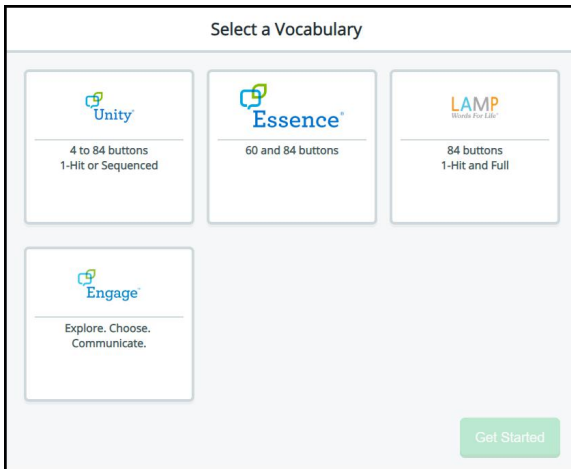 Select a Vocabulary
Unity®
4 to 84 buttons
1-Hit or Sequenced
Essence®
60 and 84 buttons
LAMP
Words For Life®
84 buttons
1-Hit and Full
Engage®
Explore. Choose.
Communicate.
Get Started